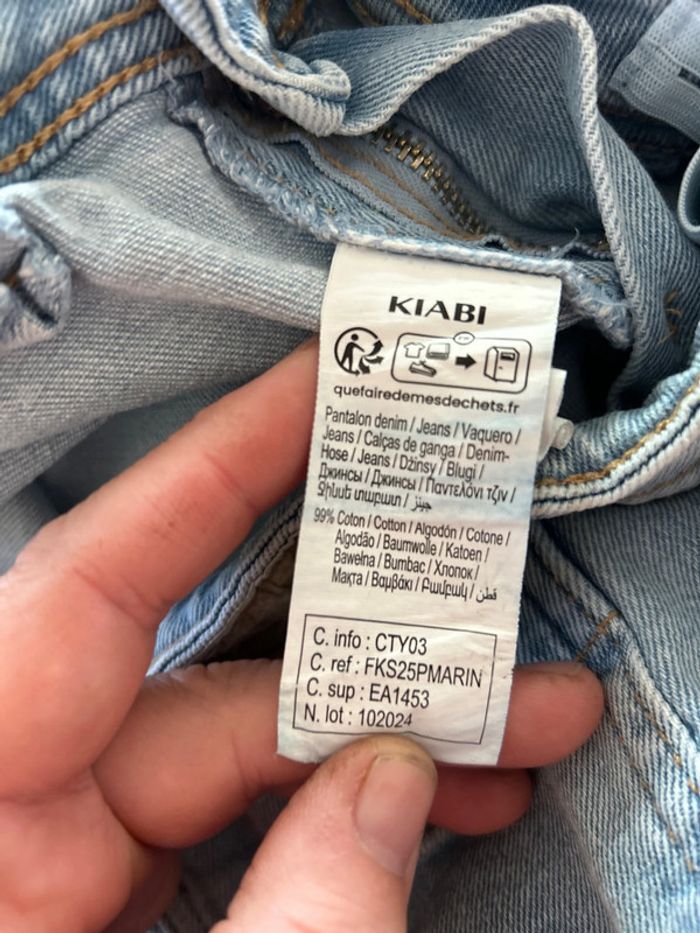 KIABI
FR
quefairedemesdechets.fr
Pantalon denim / Jeans / Vaquero /
Jeans / Calças de ganga / Denim-
Hose / Jeans / Dżinsy / Blugi /
Джинсы / Джинсы / Παντελόνι τζιν /
Ջինսե տաբատ / جينز
99% Coton / Cotton / Algodón / Cotone /
Algodão / Baumwolle / Katoen /
Bawełna / Bumbac / Хлопок /
Мақта / Βαμβάκι / Բամբակ / قطن
C. info : CTY03
C. ref : FKS25PMARIN
C. sup : EA1453
N. lot : 102024